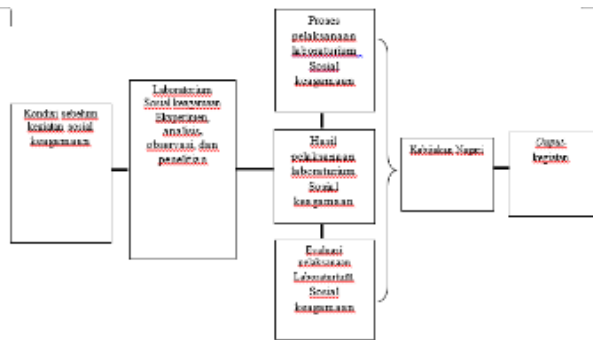 Kondisi sebelum
kegiatan sosial
keagamaan
Laboratorium
Sosial keagamaan
Eksperimen,
analisis,
observasi, dan
penelitian
Proses
pelaksanaan
laboratorium
Sosial
keagamaan
Hasil
pelaksanaan
laboratorium
Sosial
keagamaan
Evaluasi
pelaksanaan
Laboratorium
Sosial
keagamaan
Kebijakan Nagari
Output
kegiatan